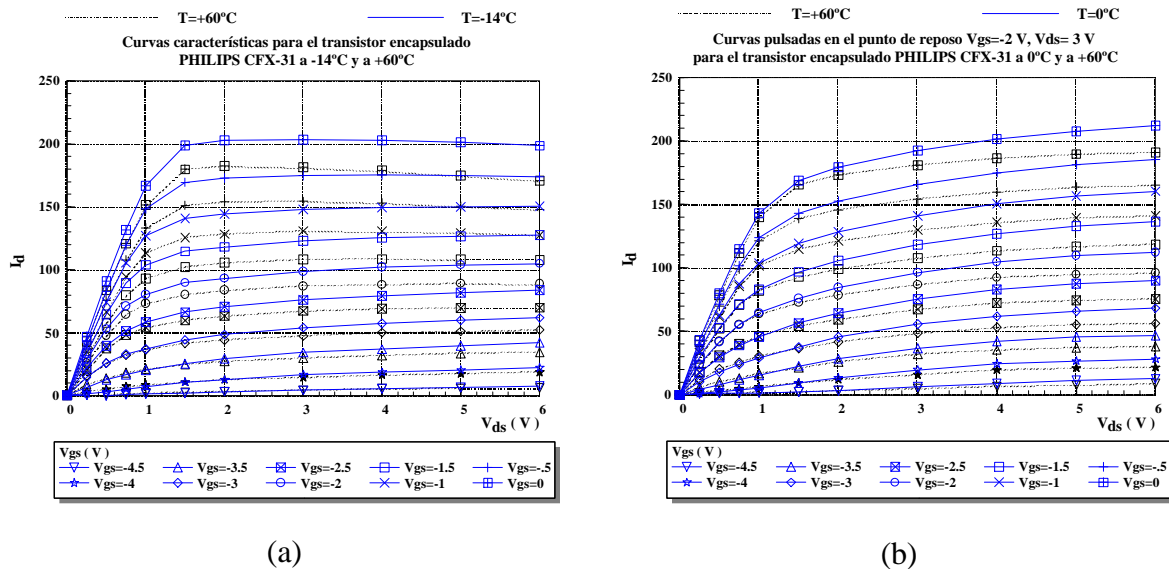 T=+60ºC T=-14ºC
Curvas características para el transistor encapsulado
PHILIPS CFX-31 a -14ºC y a +60ºC
250
200
150
100
50
0
I_d
0 1 2 3 4 5 6
V_ds ( V )
Vgs ( V )
Vgs=-4.5 Vgs=-3.5 Vgs=-2.5 Vgs=-1.5 Vgs=-.5
Vgs=-4 Vgs=-3 Vgs=-2 Vgs=-1 Vgs=0
(a)
T=+60ºC T=0ºC
Curvas pulsadas en el punto de reposo Vgs=-2 V, Vds= 3 V
para el transistor encapsulado PHILIPS CFX-31 a 0ºC y a +60ºC
250
200
150
100
50
0
I_d
0 1 2 3 4 5 6
V_ds ( V )
Vgs ( V )
Vgs=-4.5 Vgs=-3.5 Vgs=-2.5 Vgs=-1.5 Vgs=-.5
Vgs=-4 Vgs=-3 Vgs=-2 Vgs=-1 Vgs=0
(b)